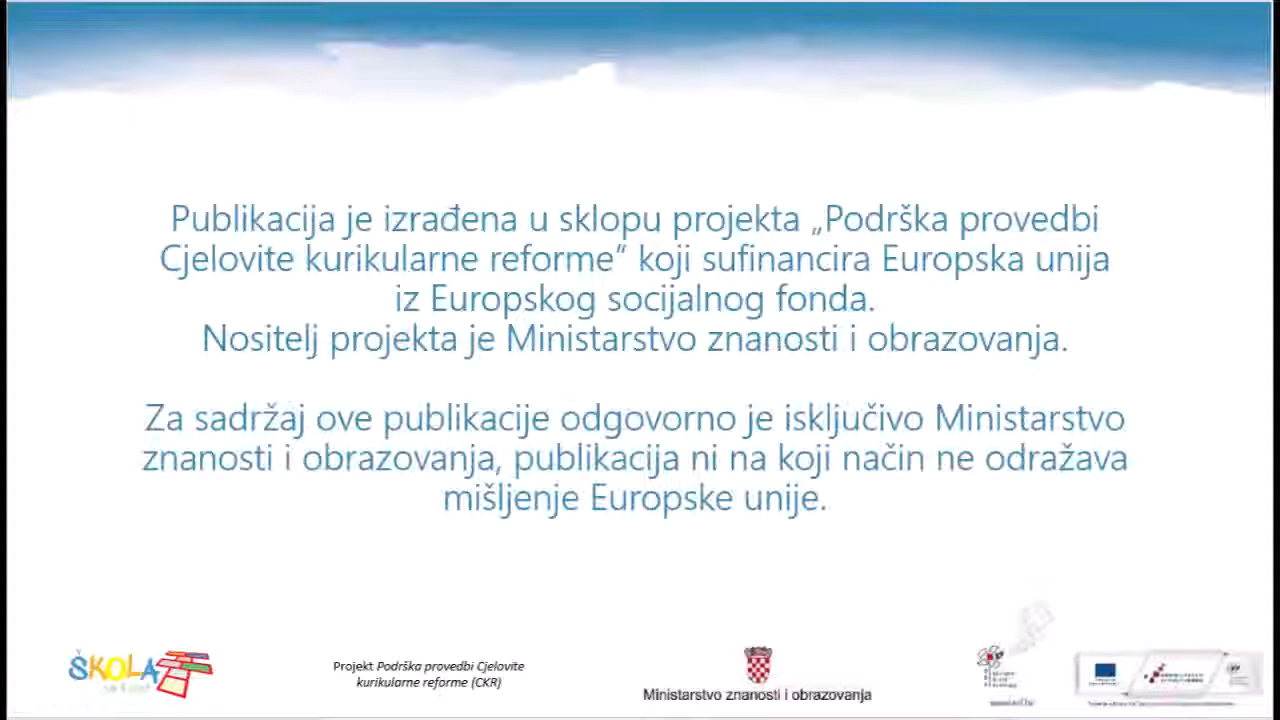 Publikacija je izrađena u sklopu projekta „Podrška provedbi
Cjelovite kurikularne reforme” koji sufinancira Europska unija
iz Europskog socijalnog fonda.
Nositelj projekta je Ministarstvo znanosti i obrazovanja.
Za sadržaj ove publikacije odgovorno je isključivo Ministarstvo
znanosti i obrazovanja, publikacija ni na koji način ne odražava
mišljenje Europske unije.
ŠKOLA
Projekt Podrška provedbi Cjelovite
kurikularne reforme (CKR)
Ministarstvo znanosti i obrazovanja